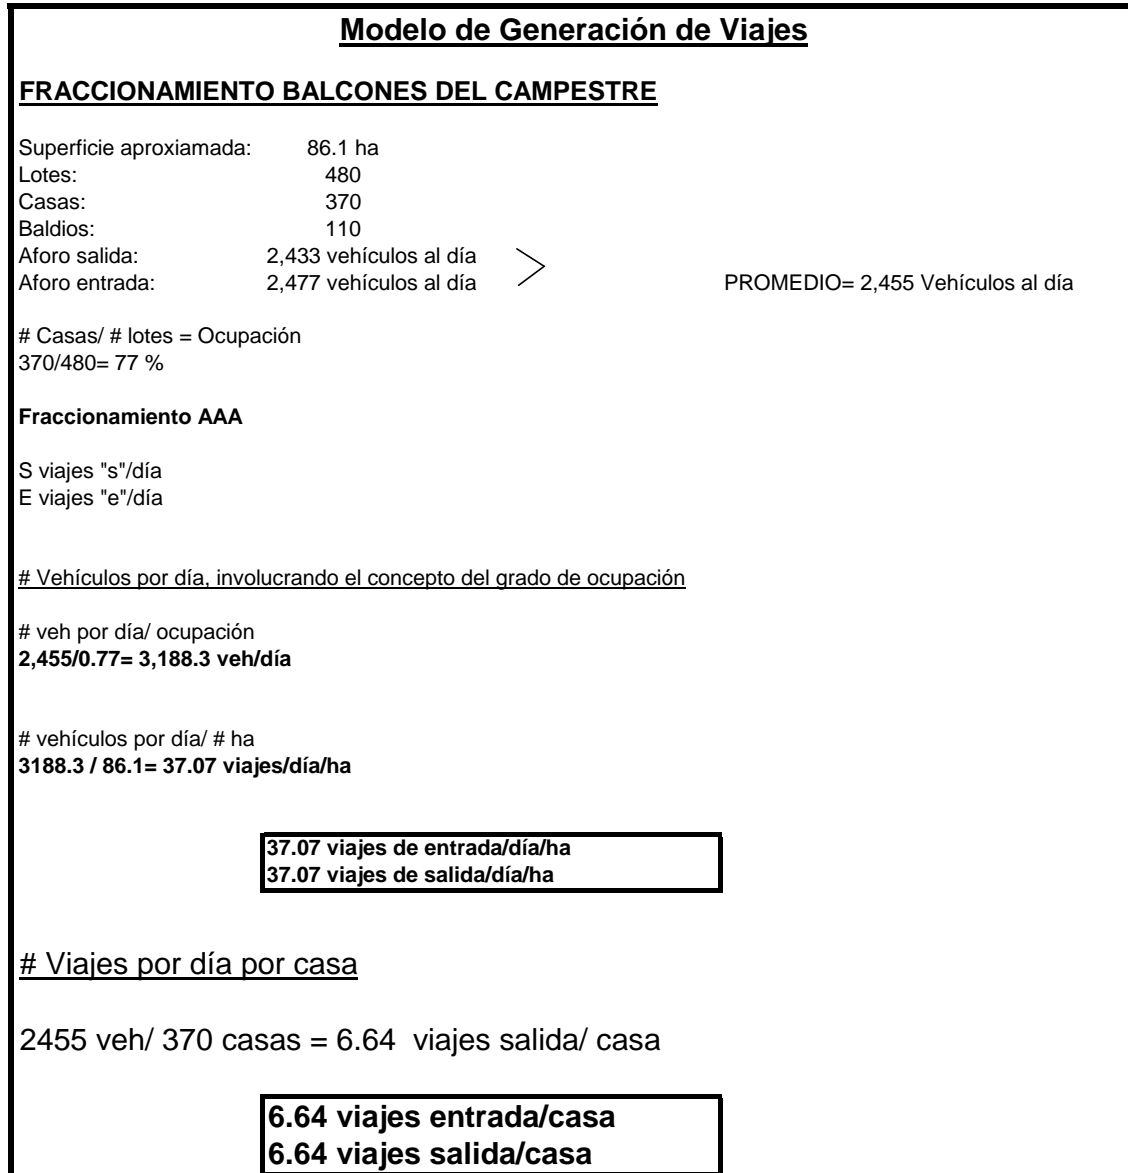 Modelo de Generación de Viajes
FRACCIONAMIENTO BALCONES DEL CAMPESTRE
Superficie aproxiamada: 86.1 ha
Lotes: 480
Casas: 370
Baldios: 110
Aforo salida: 2,433 vehículos al día
Aforo entrada: 2,477 vehículos al día PROMEDIO= 2,455 Vehículos al día
# Casas/ # lotes = Ocupación
370/480= 77 %
Fraccionamiento AAA
S viajes "s"/día
E viajes "e"/día
# Vehículos por día, involucrando el concepto del grado de ocupación
# veh por día/ ocupación
2,455/0.77= 3,188.3 veh/día
# vehículos por día/ # ha
3188.3 / 86.1= 37.07 viajes/día/ha
37.07 viajes de entrada/día/ha
37.07 viajes de salida/día/ha
# Viajes por día por casa
2455 veh/ 370 casas = 6.64 viajes salida/ casa
6.64 viajes entrada/casa
6.64 viajes salida/casa